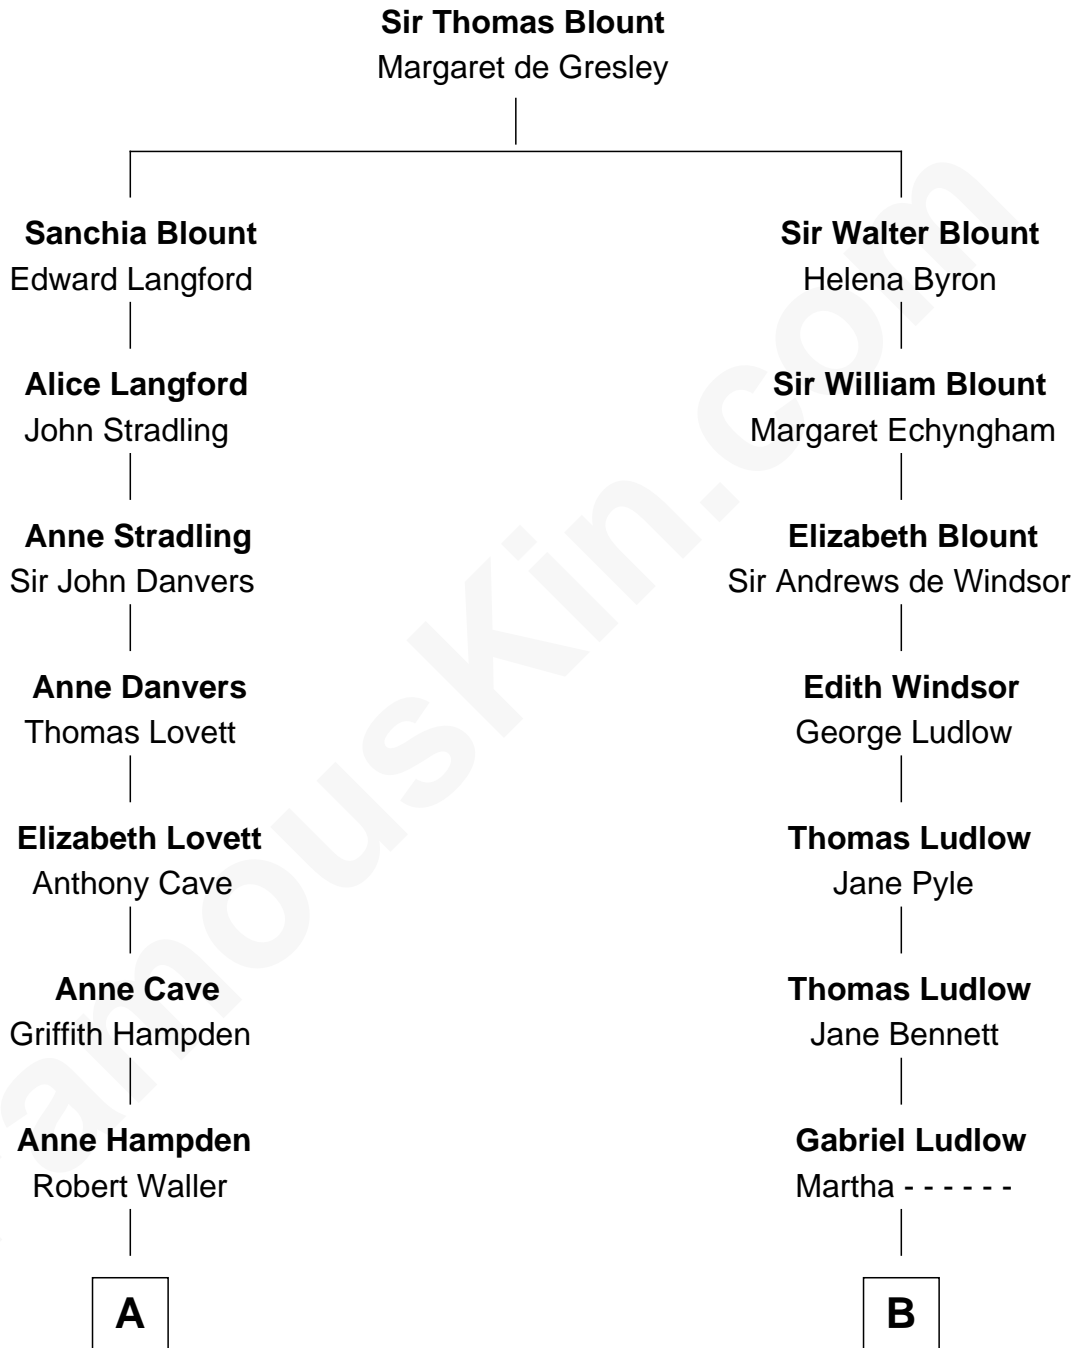 Sir Thomas Blount
Margaret de Gresley
Sanchia Blount
Edward Langford
Sir Walter Blount
Helena Byron
Alice Langford
John Stradling
Sir William Blount
Margaret Echyngham
Anne Stradling
Sir John Danvers
Elizabeth Blount
Sir Andrews de Windsor
Anne Danvers
Thomas Lovett
Edith Windsor
George Ludlow
Elizabeth Lovett
Anthony Cave
Thomas Ludlow
Jane Pyle
Anne Cave
Griffith Hampden
Thomas Ludlow
Jane Bennett
Anne Hampden
Robert Waller
Gabriel Ludlow
Martha - - - - - -
A
B
amousKin.com